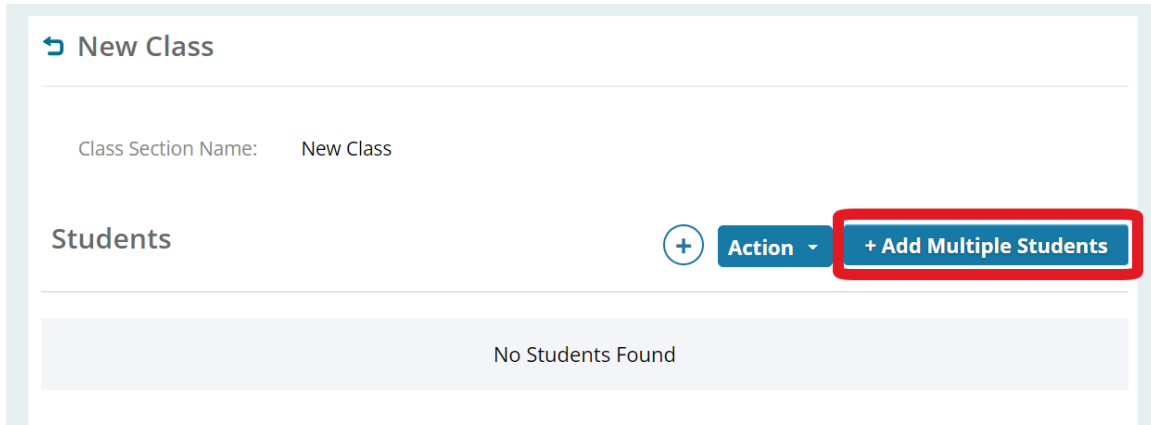 New Class
Class Section Name: New Class
Students
+ Action + Add Multiple Students
No Students Found